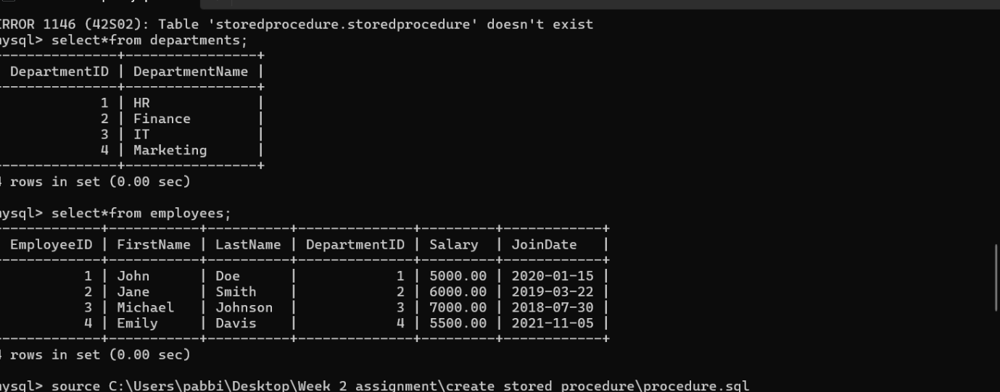 ERROR 1146 (42S02): Table 'storedprocedure.storedprocedure' doesn't exist
mysql> select*from departments;
--------------+----------------+
DepartmentID | DepartmentName |
--------------+----------------+
1 | HR |
2 | Finance |
3 | IT |
4 | Marketing |
--------------+----------------+
4 rows in set (0.00 sec)
mysql> select*from employees;
------------+-----------+----------+--------------+---------+------------+
EmployeeID | FirstName | LastName | DepartmentID | Salary | JoinDate |
------------+-----------+----------+--------------+---------+------------+
1 | John | Doe | 1 | 5000.00 | 2020-01-15 |
2 | Jane | Smith | 2 | 6000.00 | 2019-03-22 |
3 | Michael | Johnson | 3 | 7000.00 | 2018-07-30 |
4 | Emily | Davis | 4 | 5500.00 | 2021-11-05 |
------------+-----------+----------+--------------+---------+------------+
4 rows in set (0.00 sec)
mysql> source C:\Users\pabbi\Desktop\Week 2 assignment\create stored procedure\procedure.sql